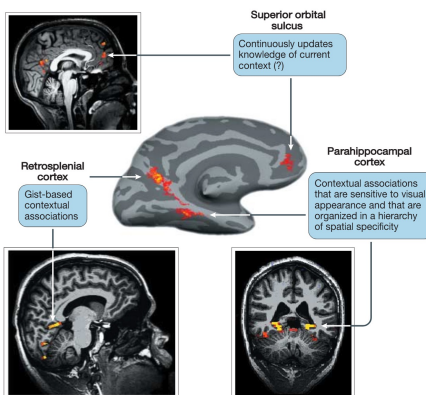 Superior orbital
sulcus
Continuously updates
knowledge of current
context (?)
Retrosplenial
cortex
Gist-based
contextual
associations
Parahippocampal
cortex
Contextual associations
that are sensitive to visual
appearance and that are
organized in a hierarchy
of spatial specificity